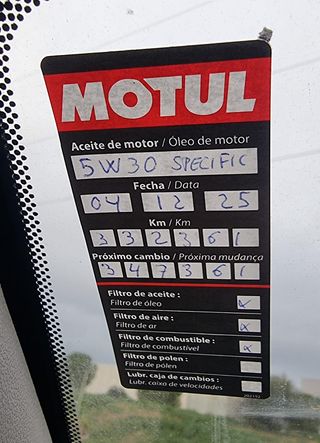 MOTUL
Aceite de motor / Óleo de motor
5W30 SPECIFIC
Fecha / Data
04 12 25
Km / Km
332361
Próximo cambio / Próxima mudança
347361
Filtro de aceite :
Filtro de óleo
Filtro de aire :
Filtro de ar
Filtro de combustible :
Filtro de combustível
Filtro de polen :
Filtro de pólen
Lubr. caja de cambios :
Lubr. caixa de velocidades